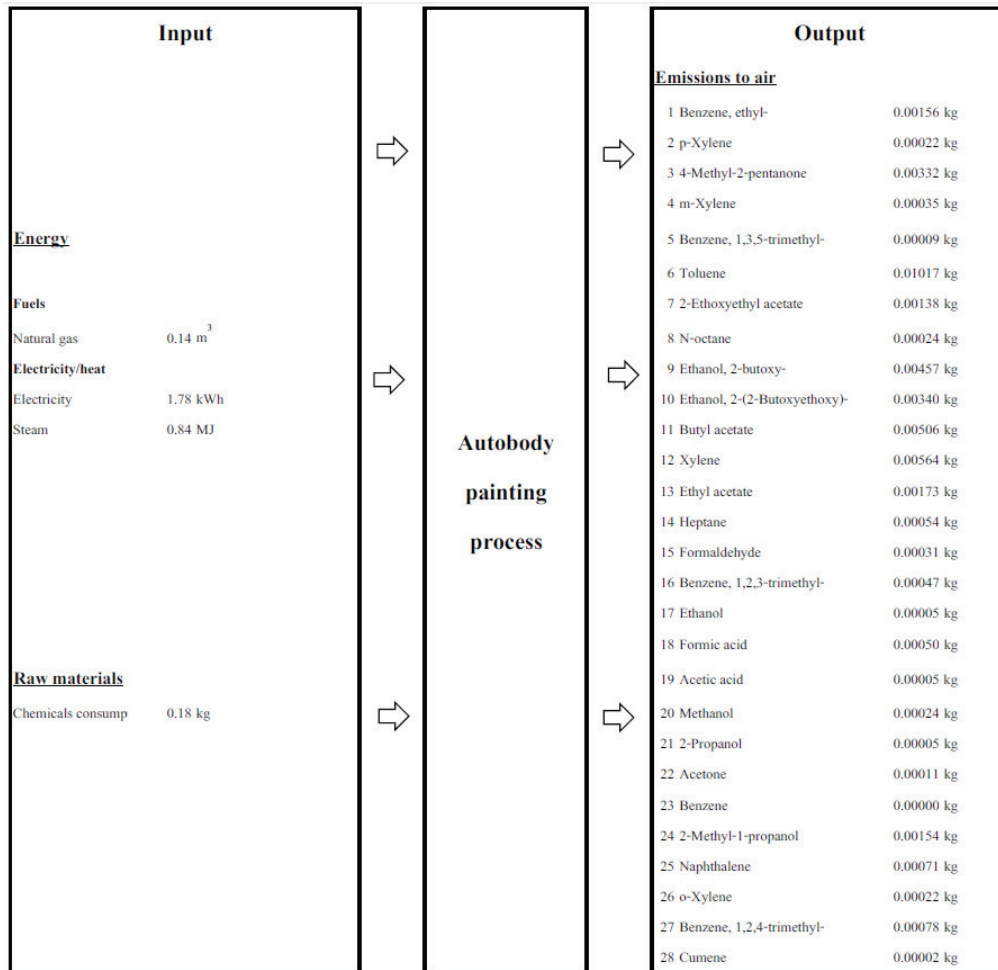 Input
Energy
Fuels
Natural gas 0.14 m3
Electricity/heat
Electricity 1.78 kWh
Steam 0.84 MJ
Raw materials
Chemicals consump 0.18 kg
Autobody
painting
process
Output
Emissions to air
1 Benzene, ethyl- 0.00156 kg
2 p-Xylene 0.00022 kg
3 4-Methyl-2-pentanone 0.00332 kg
4 m-Xylene 0.00035 kg
5 Benzene, 1,3,5-trimethyl- 0.00009 kg
6 Toluene 0.01017 kg
7 2-Ethoxyethyl acetate 0.00138 kg
8 N-octane 0.00024 kg
9 Ethanol, 2-butoxy- 0.00457 kg
10 Ethanol, 2-(2-Butoxyethoxy)- 0.00340 kg
11 Butyl acetate 0.00506 kg
12 Xylene 0.00564 kg
13 Ethyl acetate 0.00173 kg
14 Heptane 0.00054 kg
15 Formaldehyde 0.00031 kg
16 Benzene, 1,2,3-trimethyl- 0.00047 kg
17 Ethanol 0.00005 kg
18 Formic acid 0.00050 kg
19 Acetic acid 0.00005 kg
20 Methanol 0.00024 kg
21 2-Propanol 0.00005 kg
22 Acetone 0.00011 kg
23 Benzene 0.00000 kg
24 2-Methyl-1-propanol 0.00154 kg
25 Naphthalene 0.00071 kg
26 o-Xylene 0.00022 kg
27 Benzene, 1,2,4-trimethyl- 0.00078 kg
28 Cumene 0.00002 kg